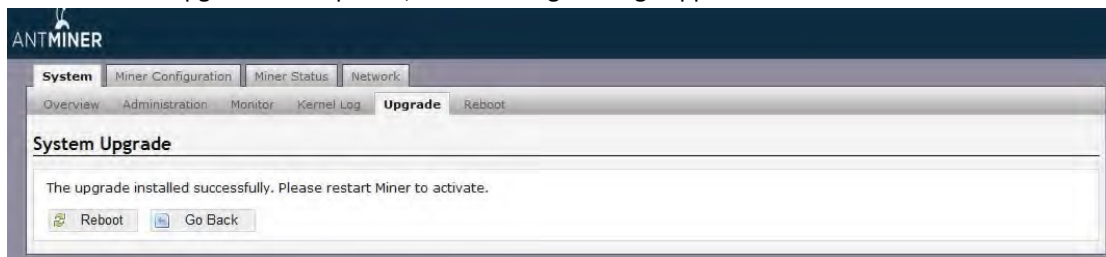 ANTMINER
System Miner Configuration Miner Status Network
Overview Administration Monitor Kernel Log Upgrade Reboot
System Upgrade
The upgrade installed successfully. Please restart Miner to activate.
Reboot Go Back